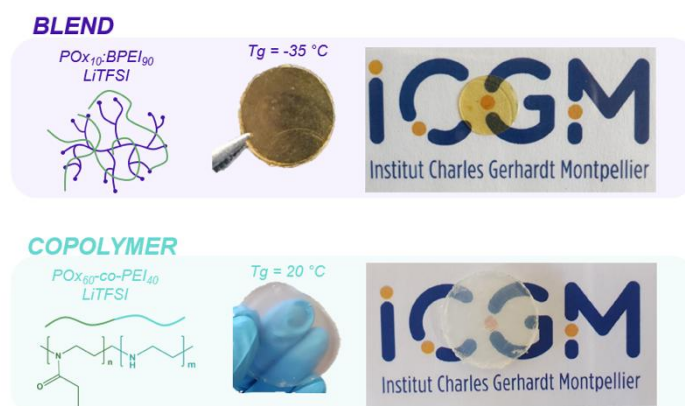 BLEND
POx10:BPEI90
LiTFSI
Tg = -35 °C
iCGM
Institut Charles Gerhardt Montpellier
COPOLYMER
POx60-co-PEI40
LiTFSI
Tg = 20 °C
N
n
N
H
m
O
iCGM
Institut Charles Gerhardt Montpellier